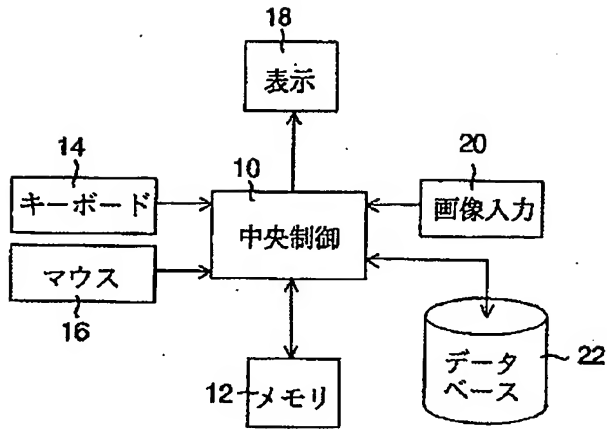 18
表示
14
キーボード
10
中央制御
20
画像入力
マウス
16
データ
ベース
22
12
メモリ